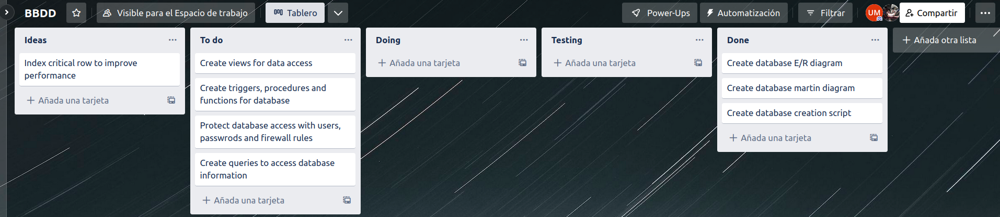 BBDD
Visible para el Espacio de trabajo
Tablero
Power-Ups
Automatización
Filtrar
UM
Compartir
Ideas
Index critical row to improve
performance
Añada una tarjeta
To do
Create views for data access
Create triggers, procedures and
functions for database
Protect database access with users,
passwrods and firewall rules
Create queries to access database
information
Añada una tarjeta
Doing
Añada una tarjeta
Testing
Añada una tarjeta
Done
Create database E/R diagram
Create database martin diagram
Create database creation script
Añada una tarjeta
Añada otra lista